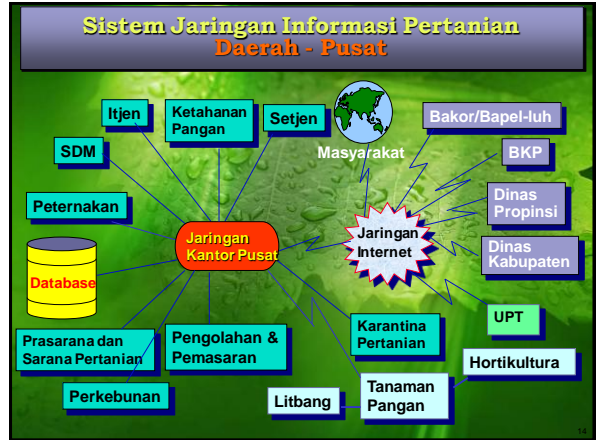 Sistem Jaringan Informasi Pertanian
Daerah - Pusat
Itjen
Ketahanan
Pangan
Setjen
Masyarakat
Bakor/Bapel-luh
SDM
BKP
Peternakan
Dinas
Propinsi
Jaringan
Kantor Pusat
Jaringan
Internet
Dinas
Kabupaten
Database
UPT
Prasarana dan
Sarana Pertanian
Pengolahan &
Pemasaran
Karantina
Pertanian
Hortikultura
Perkebunan
Litbang
Tanaman
Pangan
14